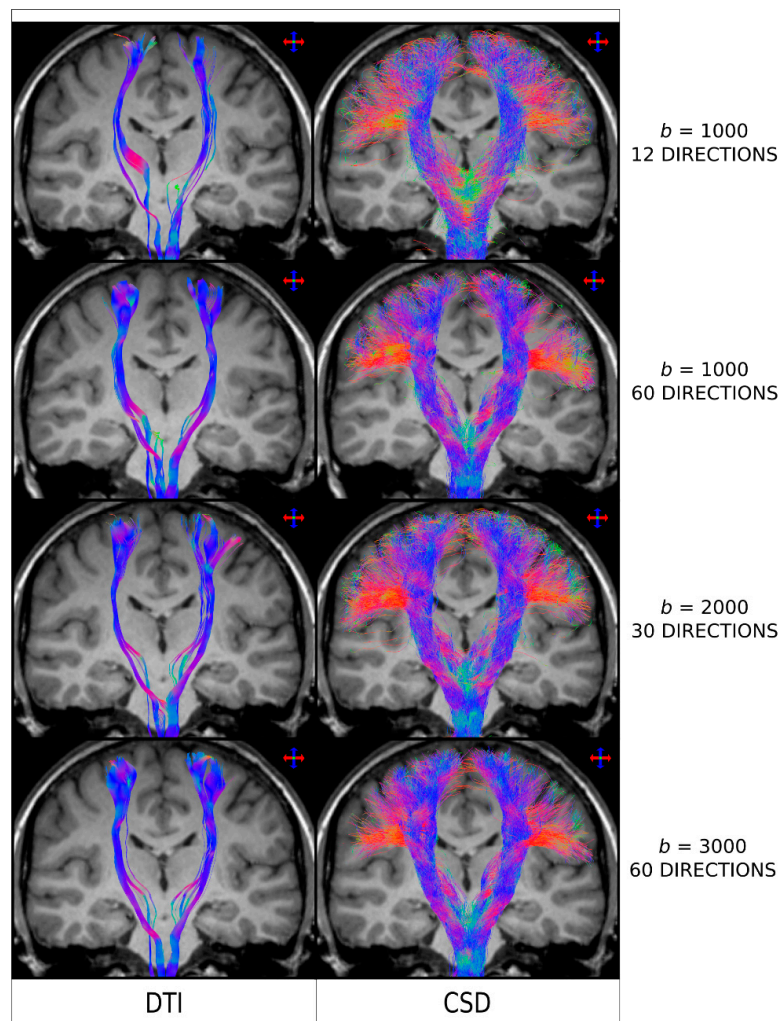 b = 1000
12 DIRECTIONS
b = 1000
60 DIRECTIONS
b = 2000
30 DIRECTIONS
b = 3000
60 DIRECTIONS
DTI
CSD